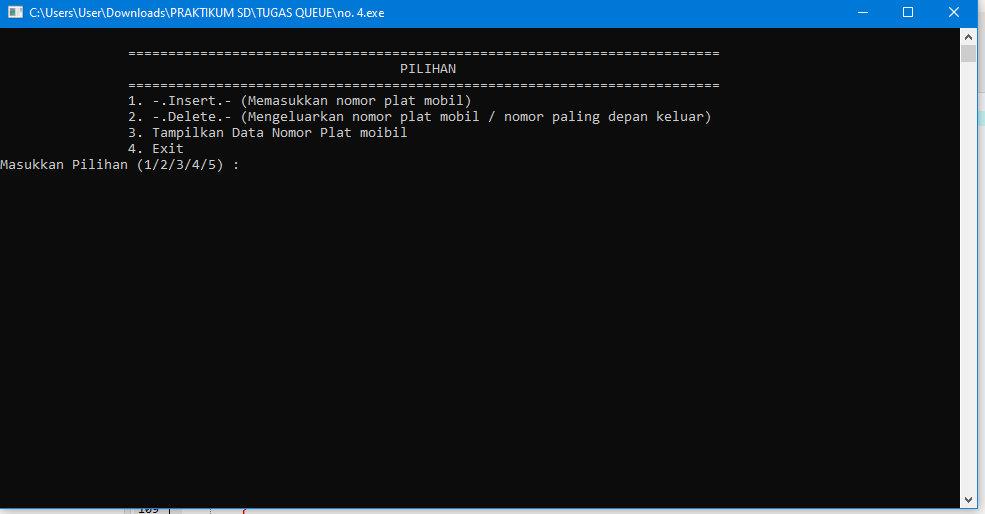 C:\Users\User\Downloads\PRAKTIKUM SD\TUGAS QUEUE\no. 4.exe
==========================================================================
PILIHAN
==========================================================================
1. -.Insert.- (Memasukkan nomor plat mobil)
2. -.Delete.- (Mengeluarkan nomor plat mobil / nomor paling depan keluar)
3. Tampilkan Data Nomor Plat moibil
4. Exit
Masukkan Pilihan (1/2/3/4/5) :